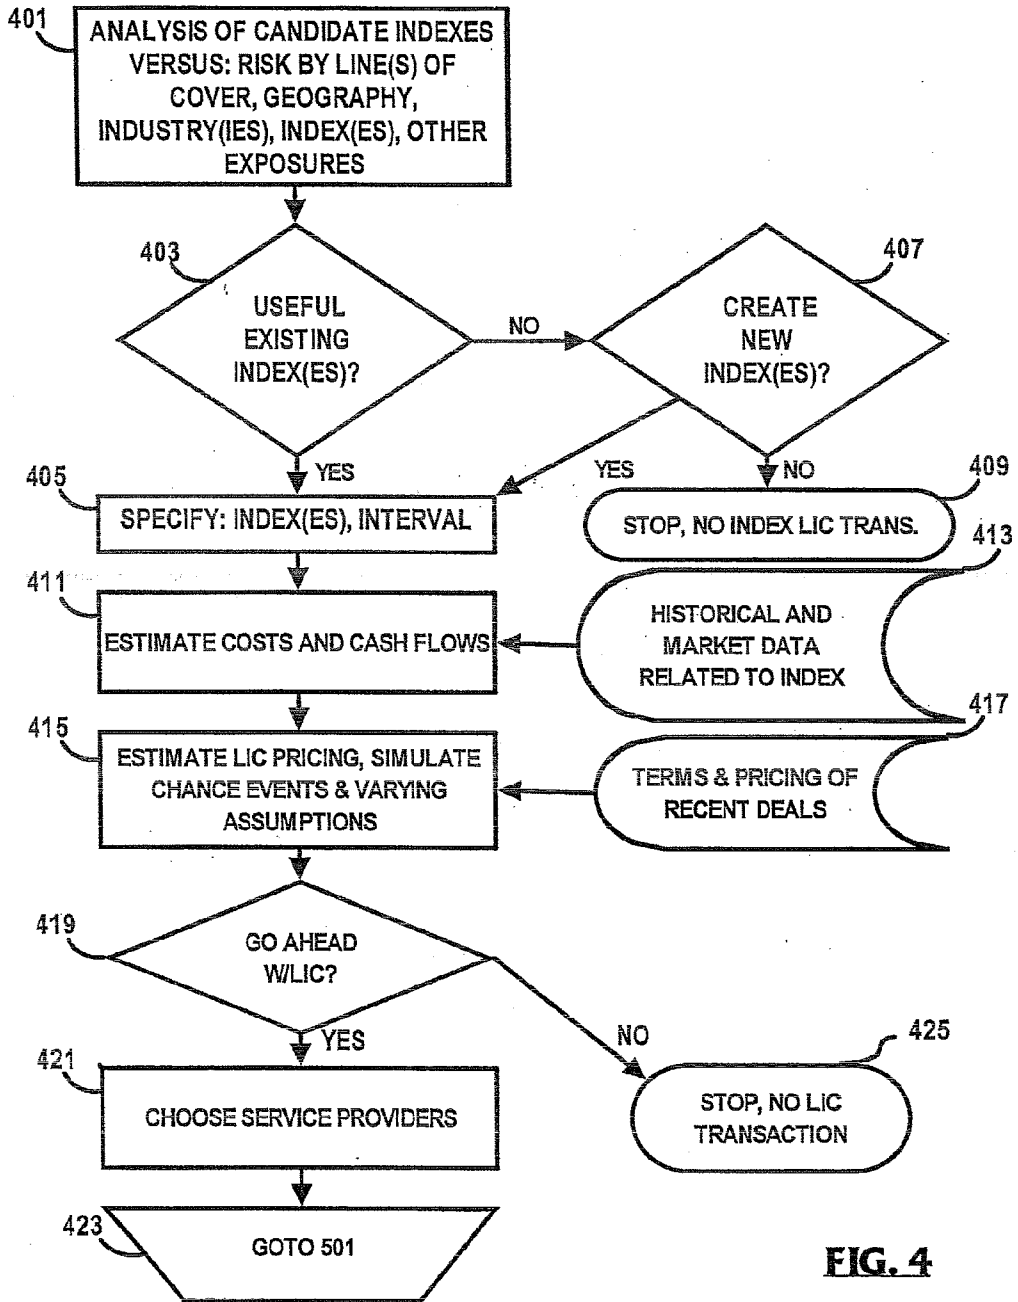 401
ANALYSIS OF CANDIDATE INDEXES
VERSUS: RISK BY LINE(S) OF
COVER, GEOGRAPHY,
INDUSTRY(IES), INDEX(ES), OTHER
EXPOSURES
403
USEFUL
EXISTING
INDEX(ES)?
NO
407
CREATE
NEW
INDEX(ES)?
YES
YES
NO
405
SPECIFY: INDEX(ES), INTERVAL
409
STOP, NO INDEX LIC TRANS.
411
ESTIMATE COSTS AND CASH FLOWS
413
HISTORICAL AND
MARKET DATA
RELATED TO INDEX
415
ESTIMATE LIC PRICING, SIMULATE
CHANCE EVENTS & VARYING
ASSUMPTIONS
417
TERMS & PRICING OF
RECENT DEALS
419
GO AHEAD
W/LIC?
YES
NO
421
CHOOSE SERVICE PROVIDERS
425
STOP, NO LIC
TRANSACTION
423
GOTO 501
FIG. 4